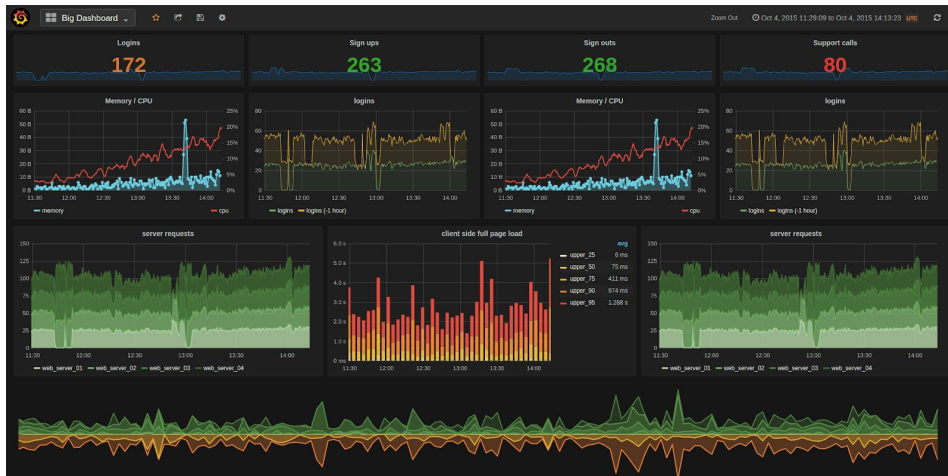 Big Dashboard
Zoom Out Oct 4, 2015 11:29:09 to Oct 4, 2015 14:13:23 UTC
Logins
172
Sign ups
263
Sign outs
268
Support calls
80
Memory / CPU
60 B 25%
50 B
40 B 20%
30 B 15%
20 B 10%
10 B 5%
0 B 0%
11:30 12:00 12:30 13:00 13:30 14:00
memory cpu
logins
80
60
40
20
0
11:30 12:00 12:30 13:00 13:30 14:00
logins logins (-1 hour)
Memory / CPU
60 B 25%
50 B
40 B 20%
30 B 15%
20 B 10%
10 B 5%
0 B 0%
11:30 12:00 12:30 13:00 13:30 14:00
memory cpu
logins
80
60
40
20
0
11:30 12:00 12:30 13:00 13:30 14:00
logins logins (-1 hour)
server requests
150
125
100
75
50
25
0
11:30 12:00 12:30 13:00 13:30 14:00
web_server_01 web_server_02 web_server_03 web_server_04
client side full page load
6.0 s
5.0 s
4.0 s
3.0 s
2.0 s
1.0 s
0 ms
11:30 12:00 12:30 13:00 13:30 14:00
avg
upper_25 6 ms
upper_50 75 ms
upper_75 411 ms
upper_90 974 ms
upper_95 1.288 s
server requests
150
125
100
75
50
25
0
11:30 12:00 12:30 13:00 13:30 14:00
web_server_01 web_server_02 web_server_03 web_server_04